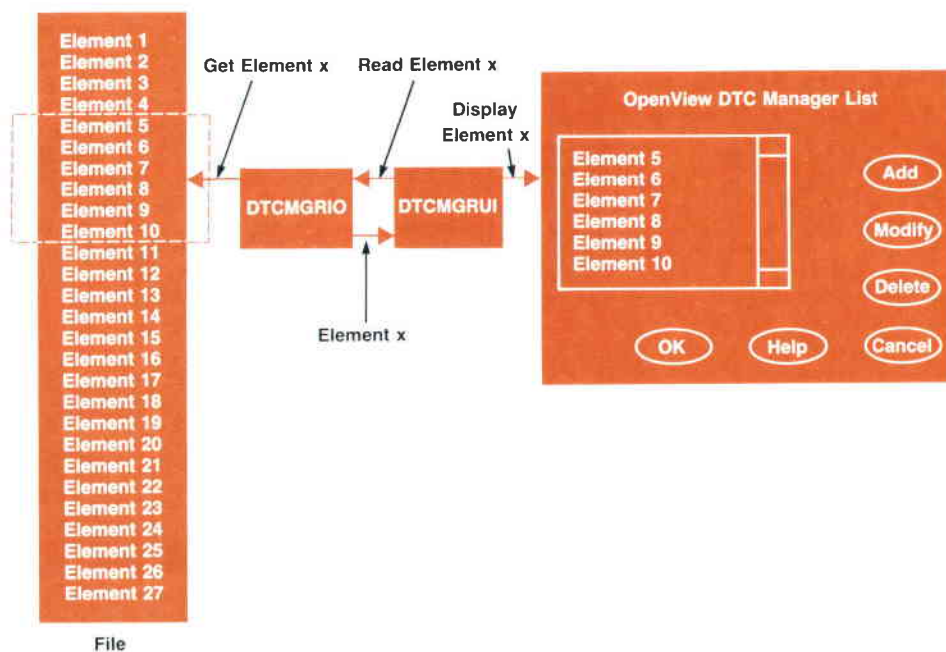 Element 1
Element 2
Element 3
Element 4
Element 5
Element 6
Element 7
Element 8
Element 9
Element 10
Element 11
Element 12
Element 13
Element 14
Element 15
Element 16
Element 17
Element 18
Element 19
Element 20
Element 21
Element 22
Element 23
Element 24
Element 25
Element 26
Element 27
File
Get Element x
Read Element x
Display
Element x
DTCMGRIO
DTCMGRUI
Element x
OpenView DTC Manager List
Element 5
Element 6
Element 7
Element 8
Element 9
Element 10
Add
Modify
Delete
OK
Help
Cancel